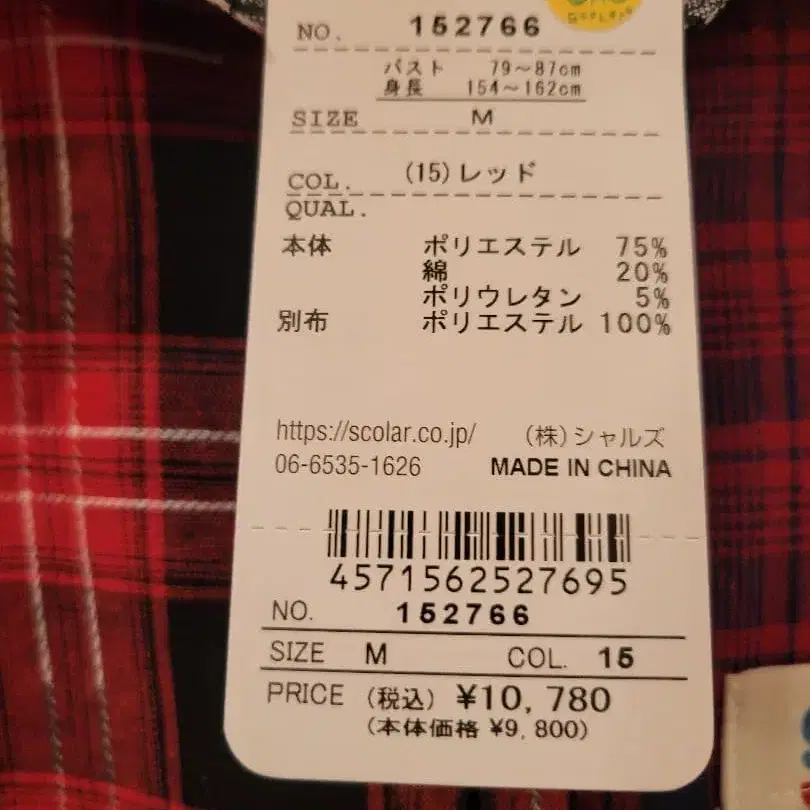 NO. 152766
バスト 79～87cm
身長 154～162cm
SIZE M
COL. (15)レッド
QUAL.
本体 ポリエステル 75%
綿 20%
ポリウレタン 5%
別布 ポリエステル 100%
https://scolar.co.jp/ (株)シャルズ
06-6535-1626 MADE IN CHINA
4571562527695
NO. 152766
SIZE M COL. 15
PRICE (税込) ¥10,780
(本体価格 ¥9,800)